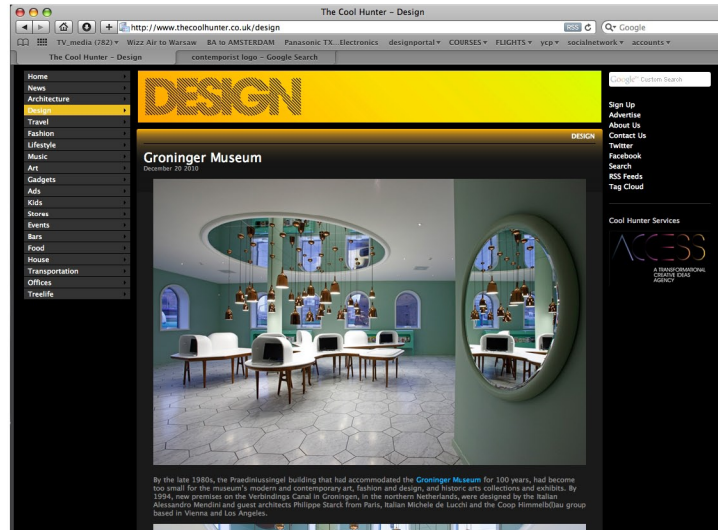 The Cool Hunter – Design
http://www.thecoolhunter.co.uk/design
RSS
Google
TV_media (782) Wizz Air to Warsaw BA to AMSTERDAM Panasonic TX...Electronics designportal COURSES FLIGHTS ycp socialnetwork accounts
The Cool Hunter – Design
contemporist logo – Google Search
Home
News
Architecture
Design
Travel
Fashion
Lifestyle
Music
Art
Gadgets
Ads
Kids
Stores
Events
Bars
Food
House
Transportation
Offices
Treelife
DESIGN
DESIGN
Groninger Museum
December 20 2010
By the late 1980s, the Praediniussingel building that had accommodated the Groninger Museum for 100 years, had become
too small for the museum's modern and contemporary art, fashion and design, and historic arts collections and exhibits. By
1994, new premises on the Verbindings Canal in Groningen, in the northern Netherlands, were designed by the Italian
Alessandro Mendini and guest architects Philippe Starck from Paris, Italian Michele de Lucchi and the Coop Himmelb(l)au group
based in Vienna and Los Angeles.
Google Custom Search
Sign Up
Advertise
About Us
Contact Us
Twitter
Facebook
Search
RSS Feeds
Tag Cloud
Cool Hunter Services
ACCESS
A TRANSFORMATIONAL
CREATIVE IDEAS
AGENCY